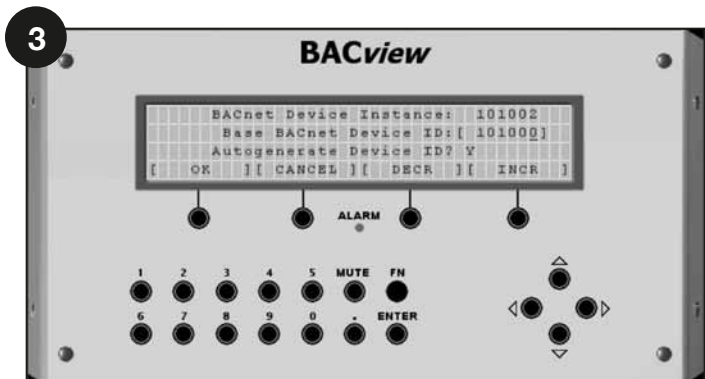 3
BACview
BACnet Device Instance: 101002
Base BACnet Device ID:[ 101000]
Autogenerate Device ID? Y
[ OK ][ CANCEL ][ DECR ][ INCR ]
ALARM
1 2 3 4 5 MUTE FN
6 7 8 9 0 . ENTER